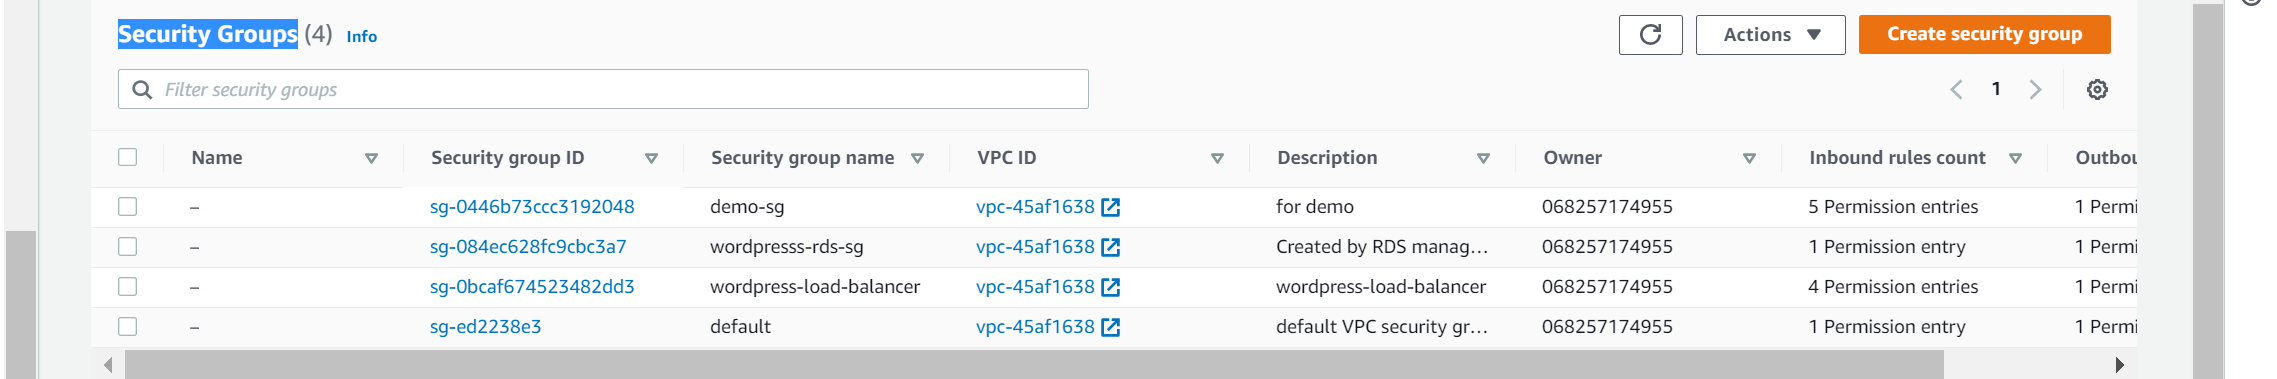 Security Groups (4) Info Actions Create security group
Filter security groups 1
Name Security group ID Security group name VPC ID Description Owner Inbound rules count Outbou
– sg-0446b73ccc3192048 demo-sg vpc-45af1638 for demo 068257174955 5 Permission entries 1 Permi
– sg-084ec628fc9cbc3a7 wordpresss-rds-sg vpc-45af1638 Created by RDS manag... 068257174955 1 Permission entry 1 Permi
– sg-0bcaf674523482dd3 wordpress-load-balancer vpc-45af1638 wordpress-load-balancer 068257174955 4 Permission entries 1 Permi
– sg-ed2238e3 default vpc-45af1638 default VPC security gr... 068257174955 1 Permission entry 1 Permi